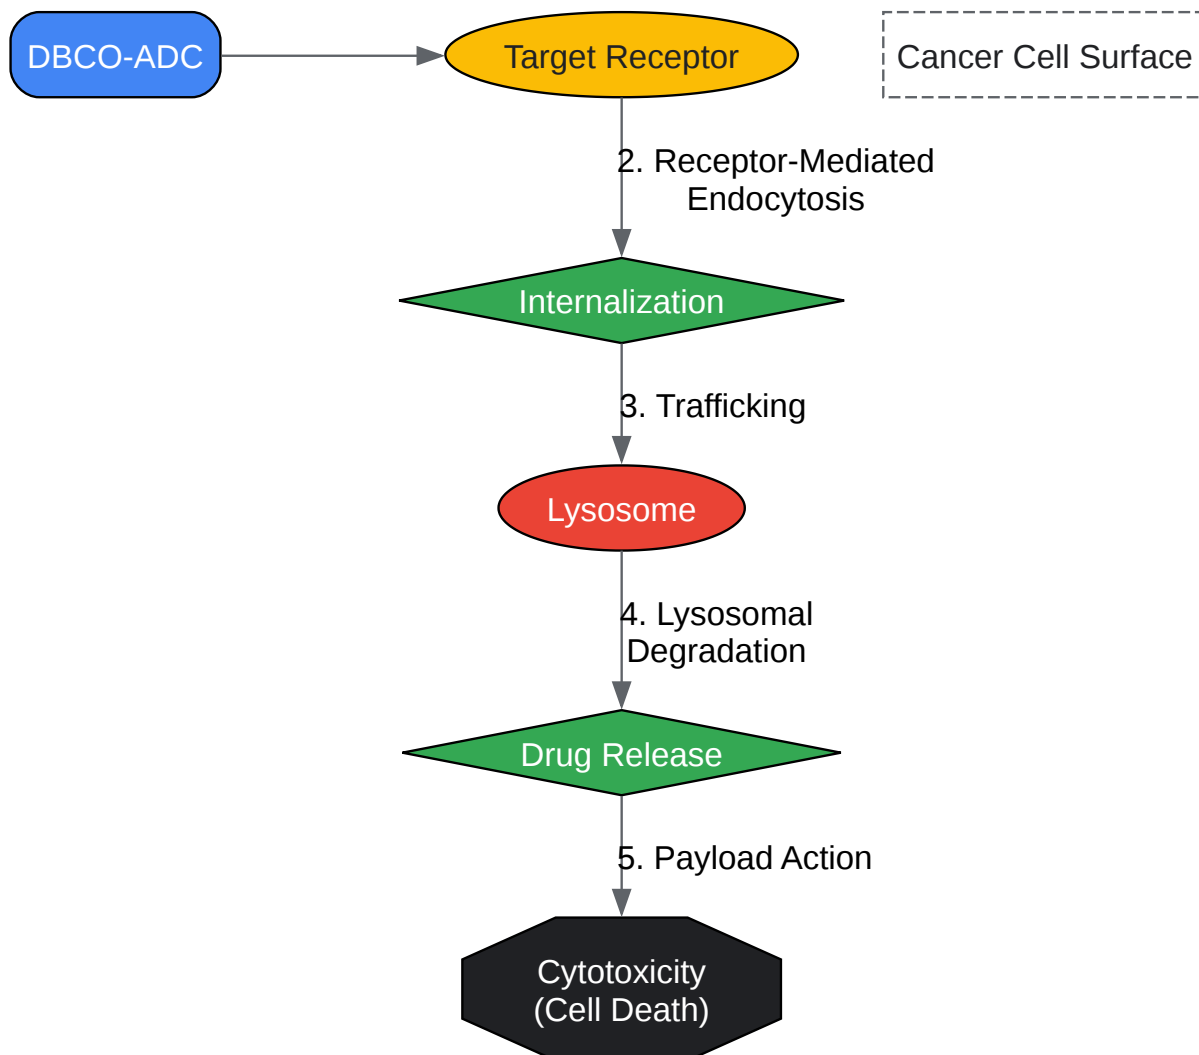 DBCO-ADC
Target Receptor
Cancer Cell Surface
2. Receptor-Mediated
Endocytosis
Internalization
3. Trafficking
Lysosome
4. Lysosomal
Degradation
Drug Release
5. Payload Action
Cytotoxicity
(Cell Death)